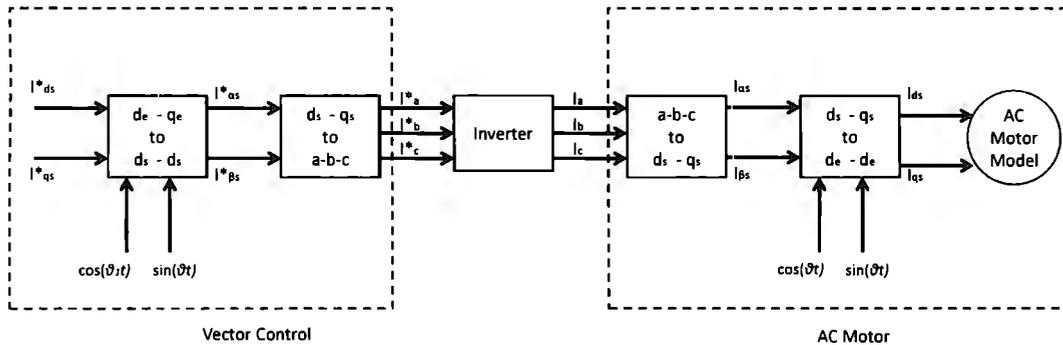 I*ds
I*qs
de - qe
to
ds - ds
cos(ϑ₁t)
sin(ϑt)
I*αs
I*βs
ds - qs
to
a-b-c
I*a
I*b
I*c
Inverter
Ia
Ib
Ic
a-b-c
to
ds - qs
Iαs
Iβs
ds - qs
to
de - de
cos(ϑt)
sin(ϑt)
Ids
Iqs
AC
Motor
Model
Vector Control
AC Motor